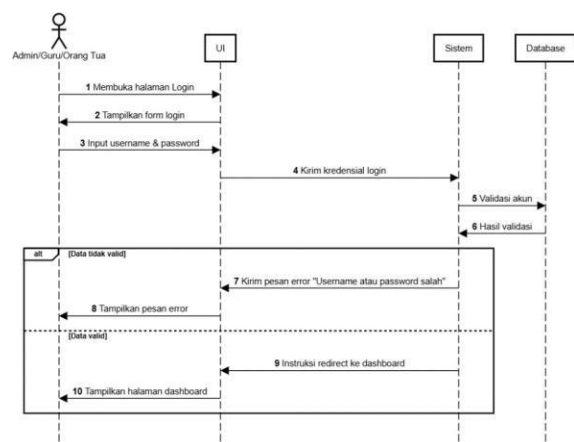 Admin/Guru/Orang Tua
UI
Sistem
Database
1 Membuka halaman Login
2 Tampilkan form login
3 Input username & password
4 Kirim kredensial login
5 Validasi akun
6 Hasil validasi
alt [Data tidak valid]
7 Kirim pesan error "Username atau password salah"
8 Tampilkan pesan error
[Data valid]
9 Instruksi redirect ke dashboard
10 Tampilkan halaman dashboard